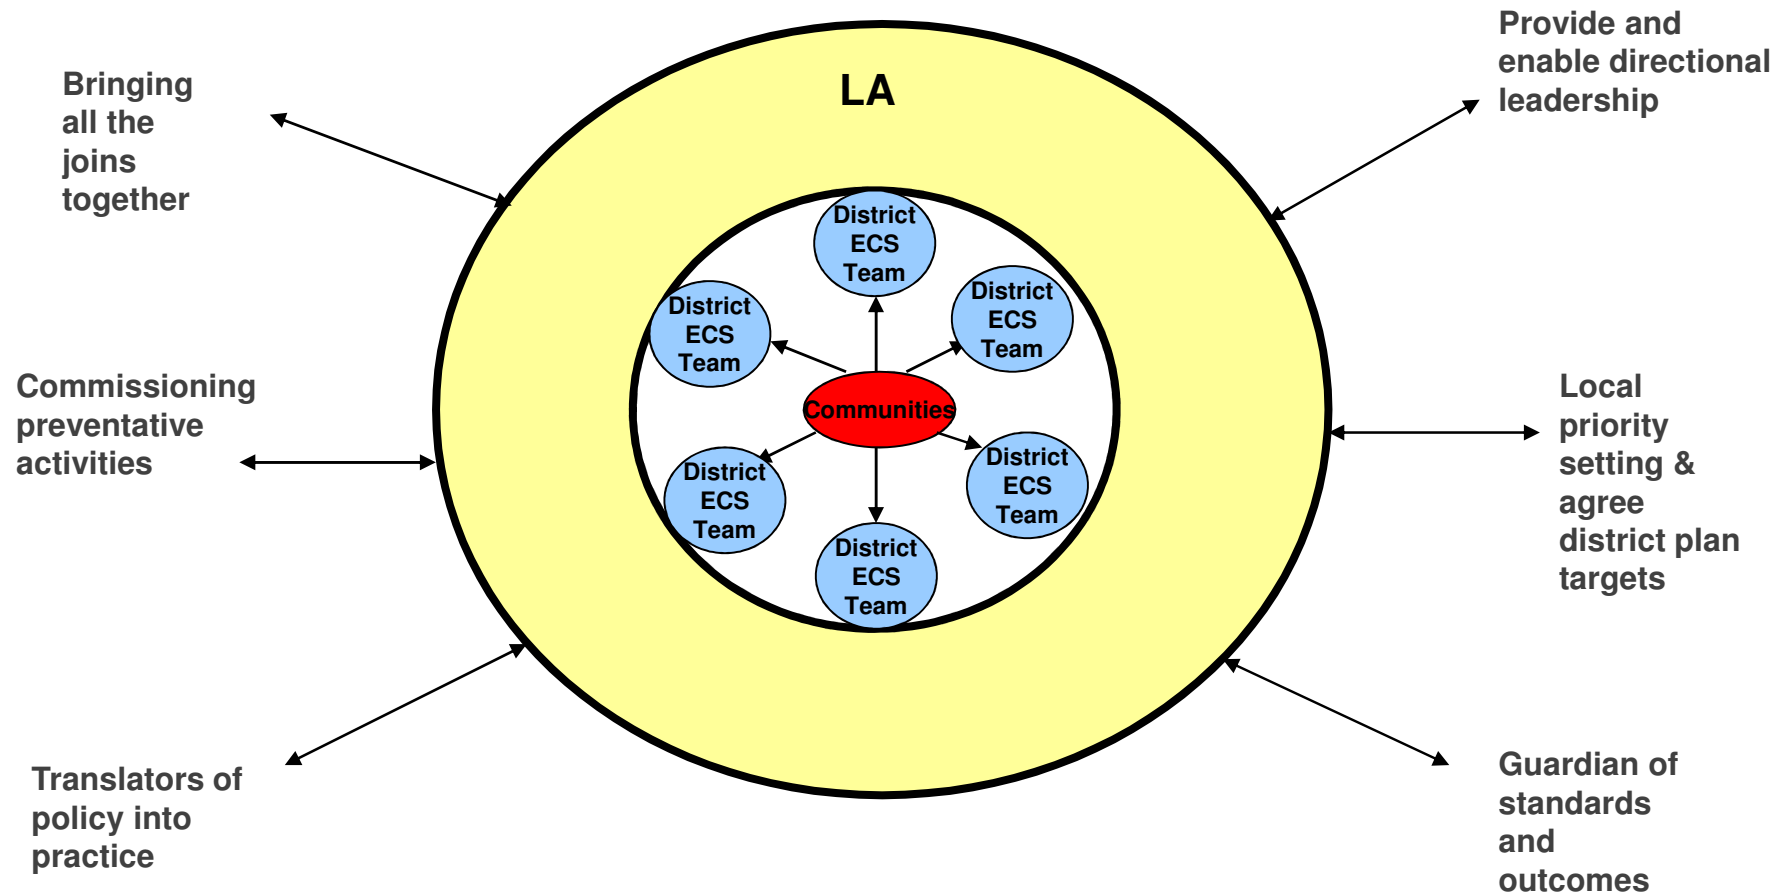 Bringing
all the
joins
together
LA
Provide and
enable directional
leadership
District
ECS
Team
District
ECS
Team
District
ECS
Team
Communities
Commissioning
preventative
activities
Local
priority
setting &
agree
district plan
targets
District
ECS
Team
District
ECS
Team
District
ECS
Team
Translators of
policy into
practice
Guardian of
standards
and
outcomes